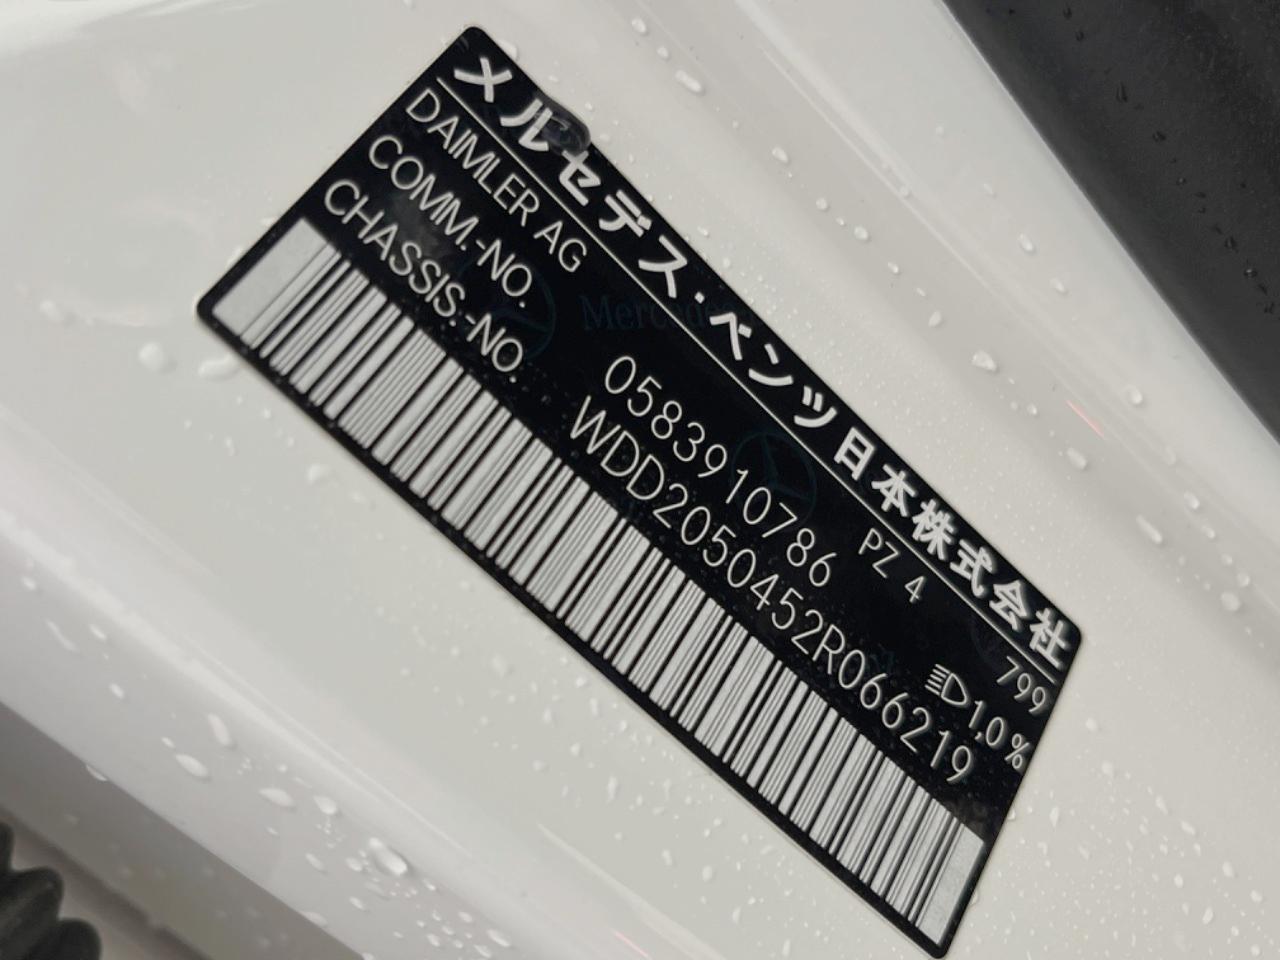 メルセデス・ベンツ日本株式会社
DAIMLER AG 799
COMM.-NO. 0583910786 PZ 4 1,0%
CHASSIS.-NO. WDD2050452R066219